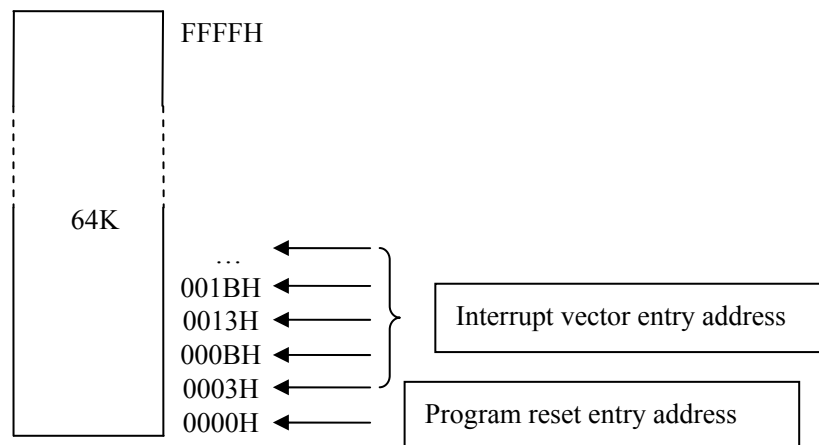 FFFFH
64K
…
001BH
0013H
Interrupt vector entry address
000BH
0003H
0000H
Program reset entry address